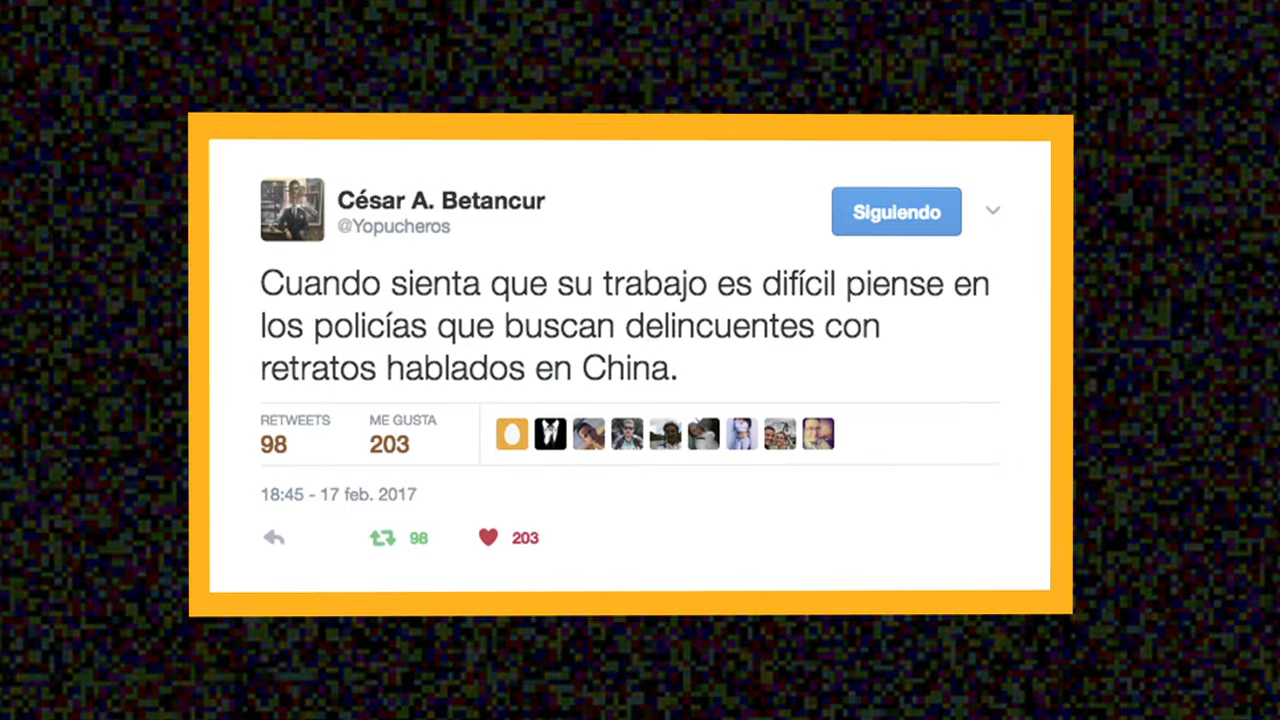 César A. Betancur
@Yopucheros
Siguiendo
Cuando sienta que su trabajo es difícil piense en
los policías que buscan delincuentes con
retratos hablados en China.
RETWEETS ME GUSTA
98 203
18:45 - 17 feb. 2017
98 203